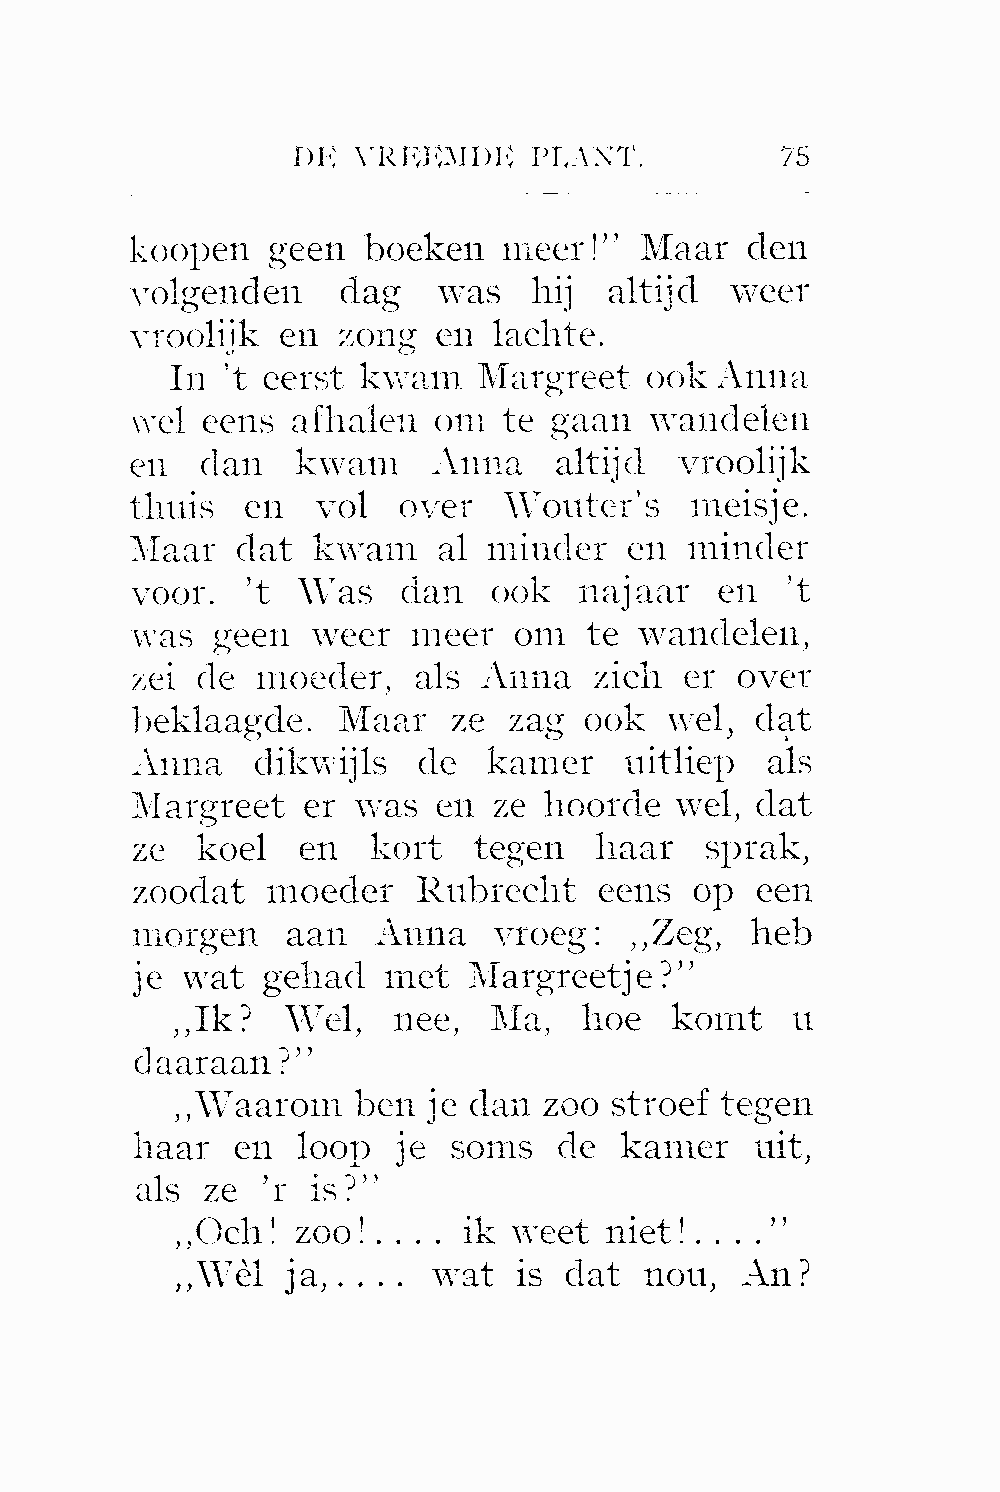 DE VREEMDE PLANT. 75
koopen geen boeken meer!” Maar den
volgenden dag was hij altijd weer
vroolijk en zong en lachte.
In ’t eerst kwam Margreet ook Anna
wel eens afhalen om te gaan wandelen
en dan kwam Anna altijd vroolijk
thuis en vol over Wouter’s meisje.
Maar dat kwam al minder en minder
voor. ’t Was dan ook najaar en ’t
was geen weer meer om te wandelen,
zei de moeder, als Anna zich er over
beklaagde. Maar ze zag ook wel, dat
Anna dikwijls de kamer uitliep als
Margreet er was en ze hoorde wel, dat
ze koel en kort tegen haar sprak,
zoodat moeder Rubrecht eens op een
morgen aan Anna vroeg: ,,Zeg, heb
je wat gehad met Margreetje?”
,,Ik? Wel, nee, Ma, hoe komt u
daaraan?”
,,Waarom ben je dan zoo stroef tegen
haar en loop je soms de kamer uit,
als ze ’r is?”
,,Och! zoo!.... ik weet niet!....”
,,Wèl ja,.... wat is dat nou, An?